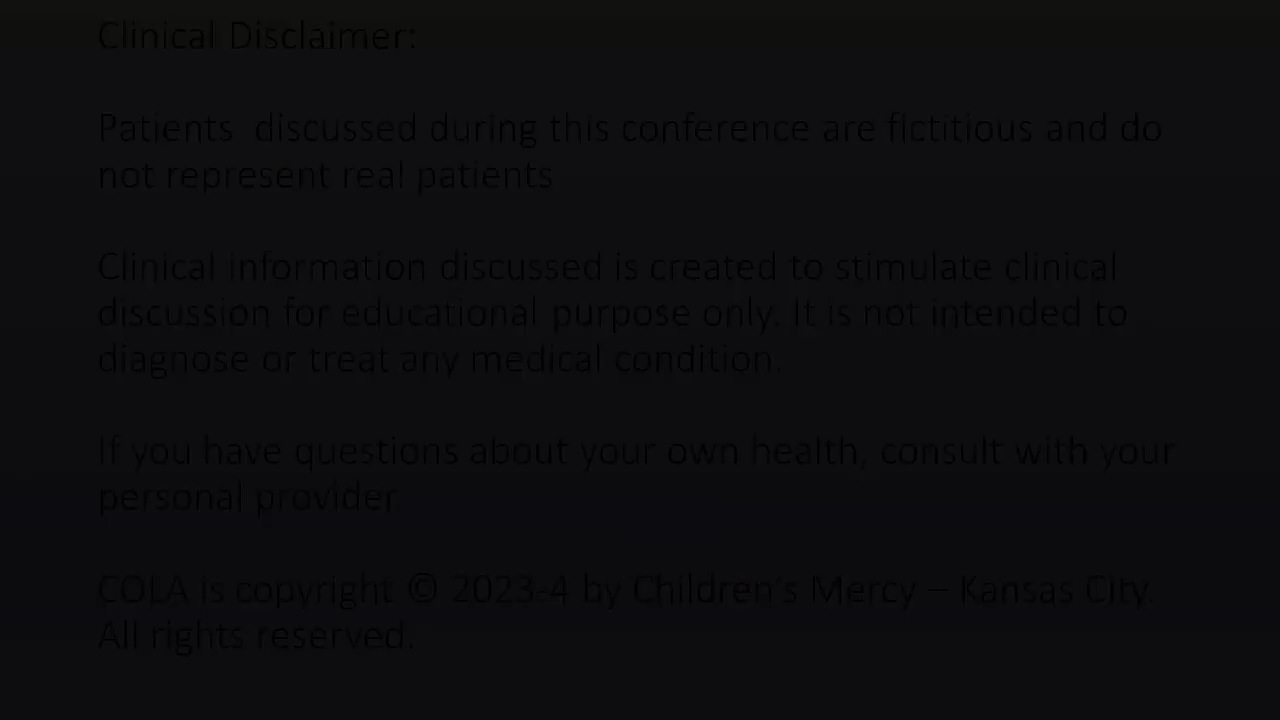 Clinical Disclaimer:
Patients discussed during this conference are fictitious and do
not represent real patients
Clinical information discussed is created to stimulate clinical
discussion for educational purpose only. It is not intended to
diagnose or treat any medical condition.
If you have questions about your own health, consult with your
personal provider
COLA is copyright © 2023-4 by Children's Mercy – Kansas City.
All rights reserved.